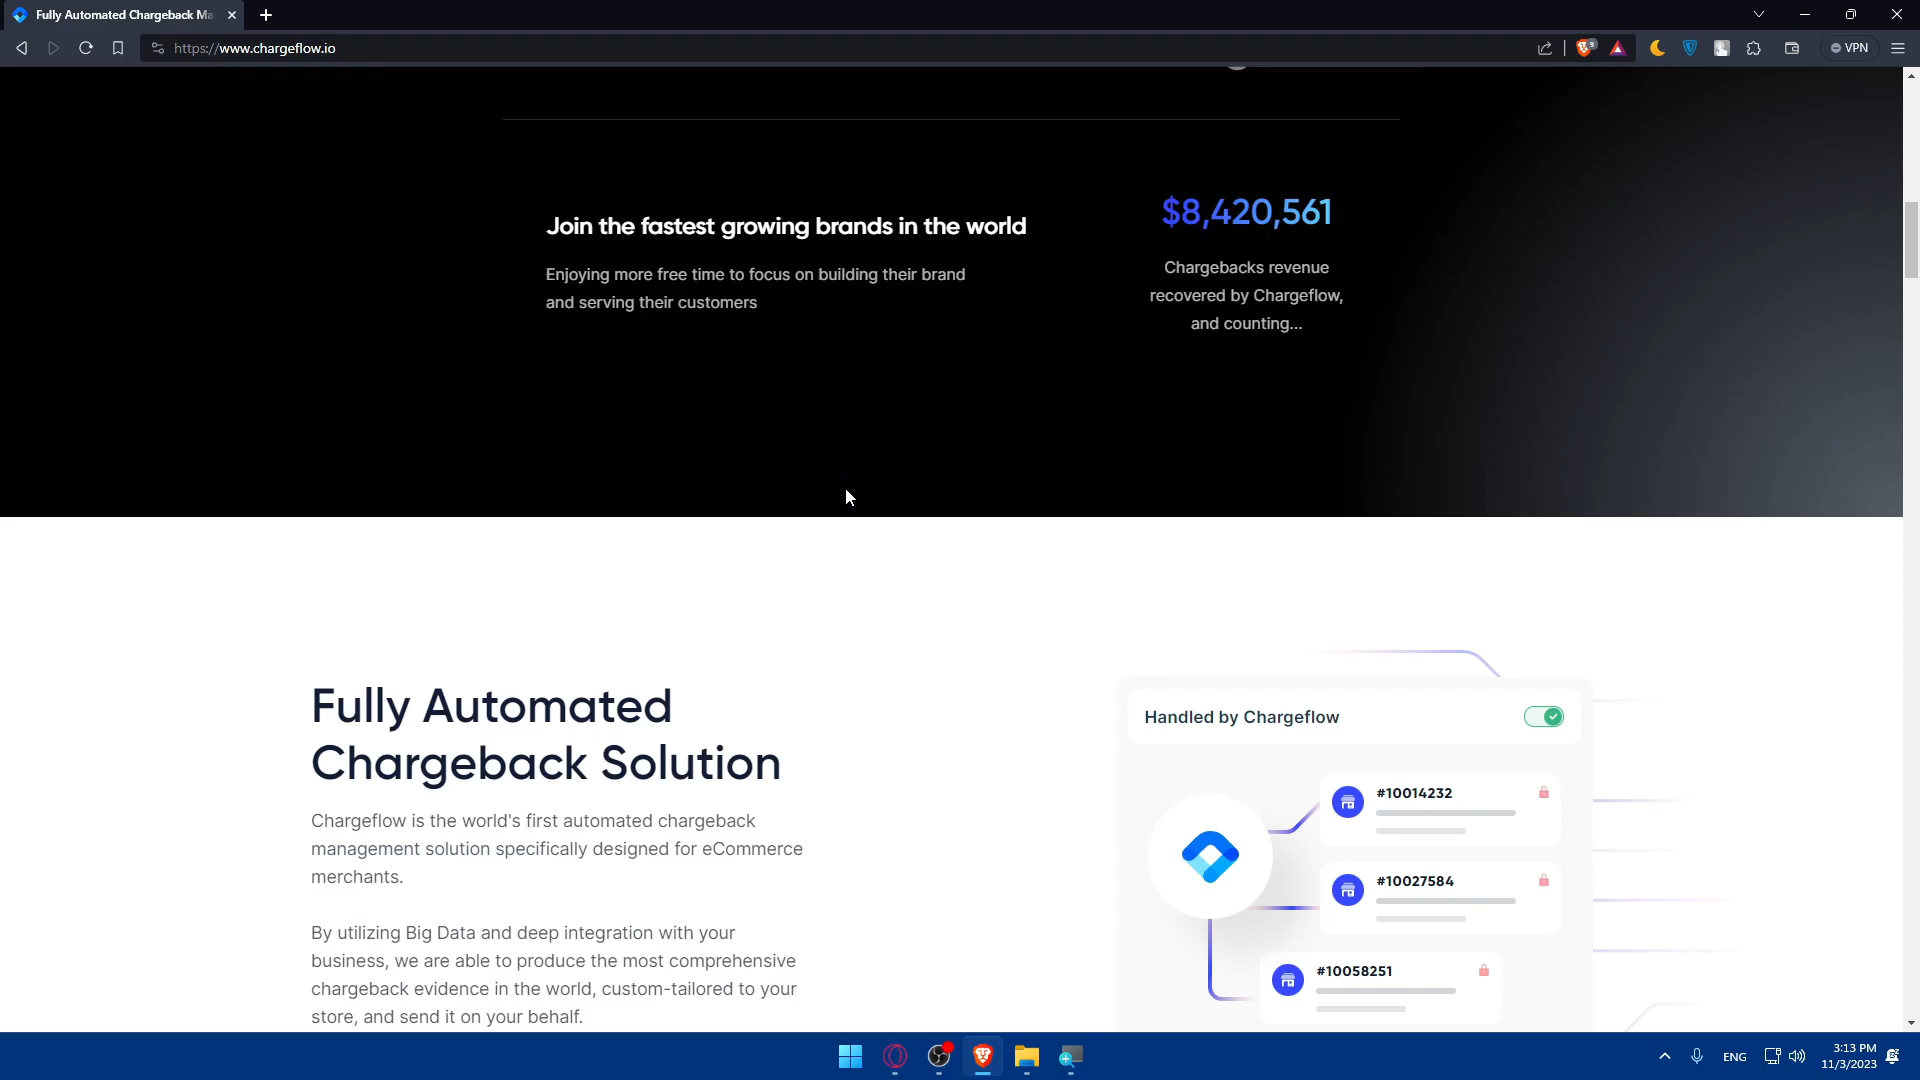 Fully Automated Chargeback Ma
https://www.chargeflow.io
9
VPN
Join the fastest growing brands in the world
Enjoying more free time to focus on building their brand
and serving their customers
$8,420,561
Chargebacks revenue
recovered by Chargeflow,
and counting...
Fully Automated
Chargeback Solution
Chargeflow is the world's first automated chargeback
management solution specifically designed for eCommerce
merchants.
By utilizing Big Data and deep integration with your
business, we are able to produce the most comprehensive
chargeback evidence in the world, custom-tailored to your
store, and send it on your behalf.
Handled by Chargeflow
#10014232
#10027584
#10058251
ENG
3:13 PM
11/3/2023